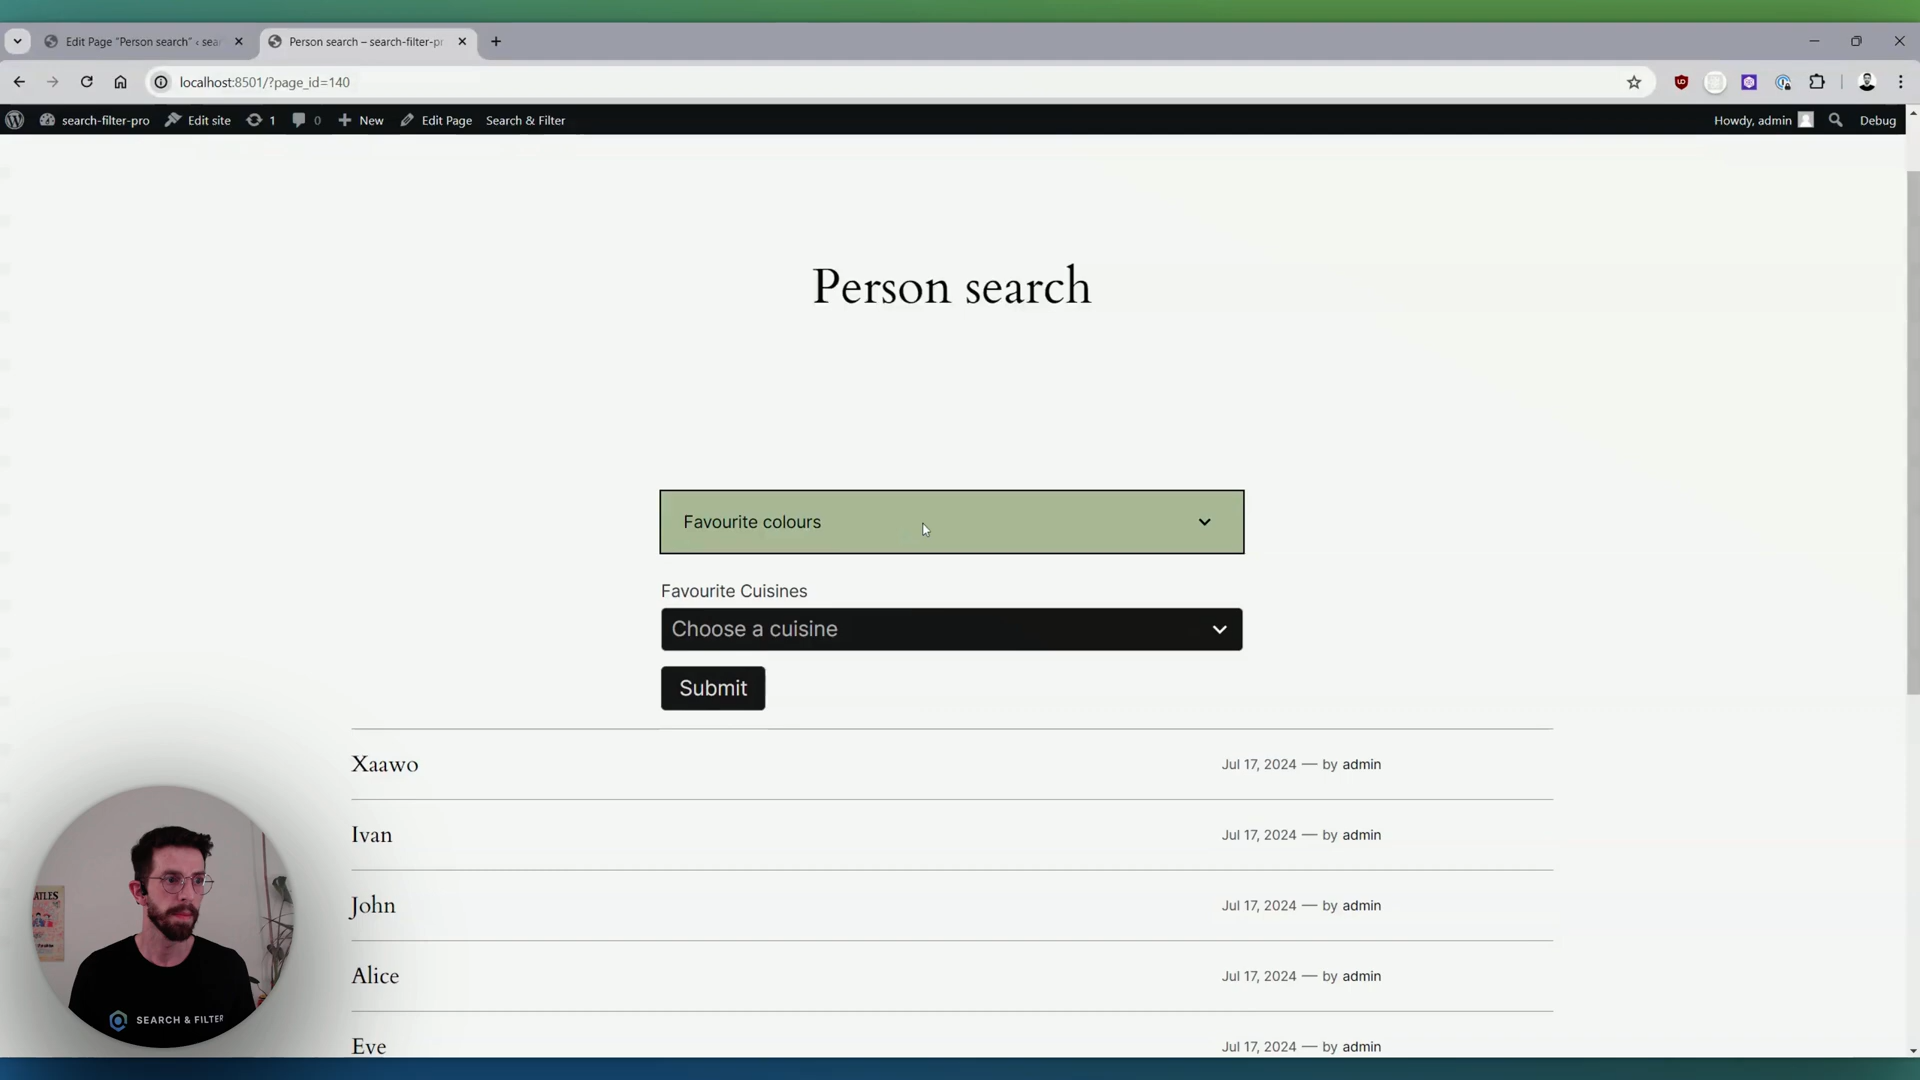 Edit Page "Person search" ‹ sear
Person search – search-filter-pr
localhost:8501/?page_id=140
search-filter-pro
Edit site
1
0
New
Edit Page
Search & Filter
Howdy, admin
Debug
Person search
Favourite colours
Favourite Cuisines
Choose a cuisine
Submit
Xaawo
Jul 17, 2024 — by admin
Ivan
Jul 17, 2024 — by admin
John
Jul 17, 2024 — by admin
Alice
Jul 17, 2024 — by admin
Eve
Jul 17, 2024 — by admin
SEARCH & FILTER